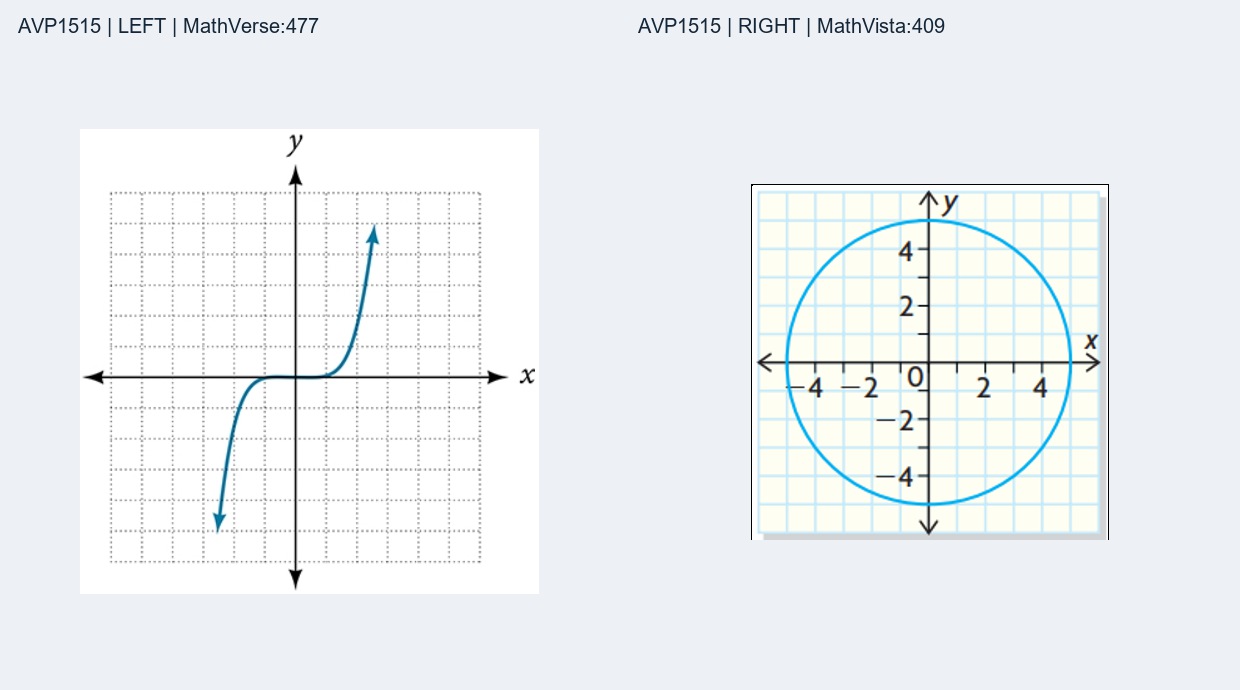 AVP1515 | LEFT | MathVerse:477
AVP1515 | RIGHT | MathVista:409
y
x
y
4
2
x
−4 −2 0 2 4
−2
−4